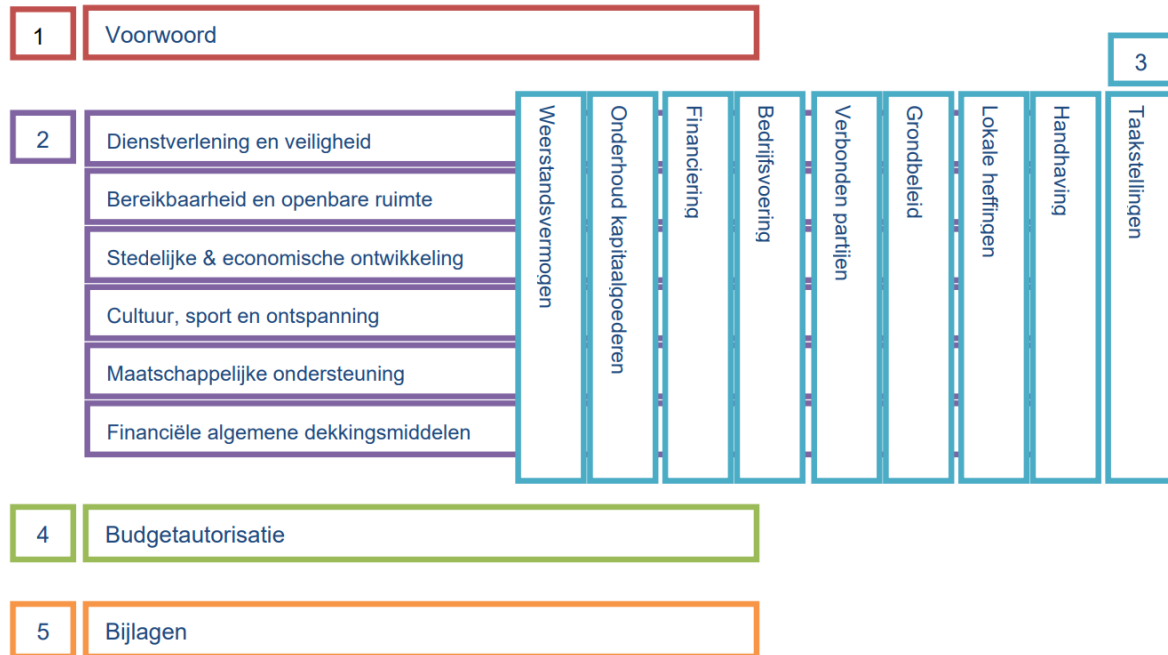 1
Voorwoord
3
2
Dienstverlening en veiligheid
Bereikbaarheid en openbare ruimte
Stedelijke & economische ontwikkeling
Cultuur, sport en ontspanning
Maatschappelijke ondersteuning
Financiële algemene dekkingsmiddelen
Weerstandsvermogen
Onderhoud kapitaalgoederen
Financiering
Bedrijfsvoering
Verbonden partijen
Grondbeleid
Lokale heffingen
Handhaving
Taakstellingen
4
Budgetautorisatie
5
Bijlagen